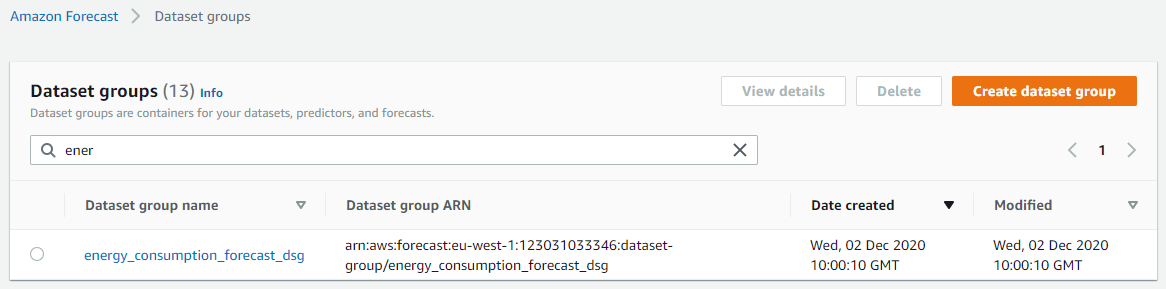 Amazon Forecast > Dataset groups
Dataset groups (13) Info
View details
Delete
Create dataset group
Dataset groups are containers for your datasets, predictors, and forecasts.
ener
1
Dataset group name
Dataset group ARN
Date created
Modified
energy_consumption_forecast_dsg
arn:aws:forecast:eu-west-1:123031033346:dataset-
group/energy_consumption_forecast_dsg
Wed, 02 Dec 2020
10:00:10 GMT
Wed, 02 Dec 2020
10:00:10 GMT